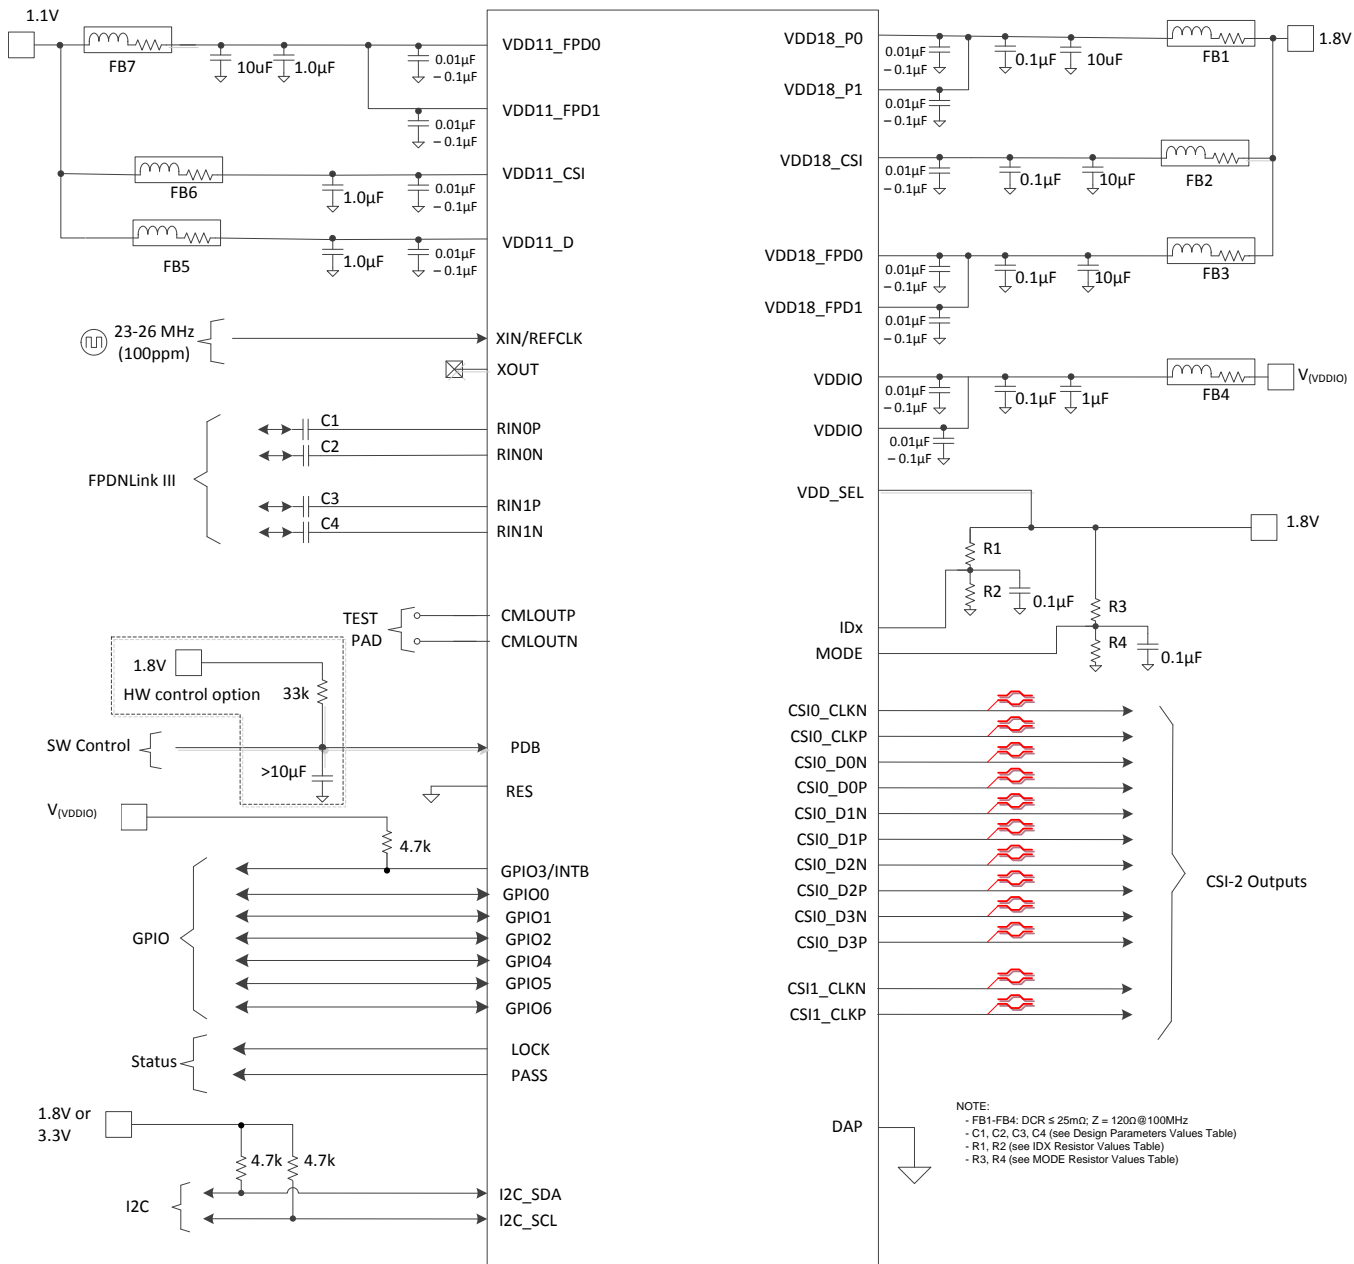 1.1V
FB7
10uF
1.0µF
0.01µF
– 0.1µF
VDD11_FPD0
0.01µF
– 0.1µF
VDD11_FPD1
FB6
1.0µF
0.01µF
– 0.1µF
VDD11_CSI
FB5
1.0µF
0.01µF
– 0.1µF
VDD11_D
23-26 MHz
(100ppm)
XIN/REFCLK
XOUT
FPDNLink III
C1
RIN0P
C2
RIN0N
C3
RIN1P
C4
RIN1N
TEST
PAD
CMLOUTP
CMLOUTN
1.8V
HW control option
33k
SW Control
PDB
>10µF
RES
V(VDDIO)
4.7k
GPIO
GPIO3/INTB
GPIO0
GPIO1
GPIO2
GPIO4
GPIO5
GPIO6
Status
LOCK
PASS
1.8V or
3.3V
4.7k
4.7k
I2C
I2C_SDA
I2C_SCL
VDD18_P0
0.01µF
– 0.1µF
0.1µF
10uF
FB1
1.8V
VDD18_P1
0.01µF
– 0.1µF
VDD18_CSI
0.01µF
– 0.1µF
0.1µF
10µF
FB2
VDD18_FPD0
0.01µF
– 0.1µF
0.1µF
10µF
FB3
VDD18_FPD1
0.01µF
– 0.1µF
VDDIO
0.01µF
– 0.1µF
0.1µF
1µF
FB4
V(VDDIO)
VDDIO
0.01µF
– 0.1µF
VDD_SEL
1.8V
R1
R2
0.1µF
R3
IDx
MODE
R4
0.1µF
CSI0_CLKN
CSI0_CLKP
CSI0_D0N
CSI0_D0P
CSI0_D1N
CSI0_D1P
CSI0_D2N
CSI0_D2P
CSI0_D3N
CSI0_D3P
CSI1_CLKN
CSI1_CLKP
CSI-2 Outputs
DAP
NOTE:
- FB1-FB4: DCR ≤ 25mΩ; Z = 120Ω@100MHz
- C1, C2, C3, C4 (see Design Parameters Values Table)
- R1, R2 (see IDX Resistor Values Table)
- R3, R4 (see MODE Resistor Values Table)